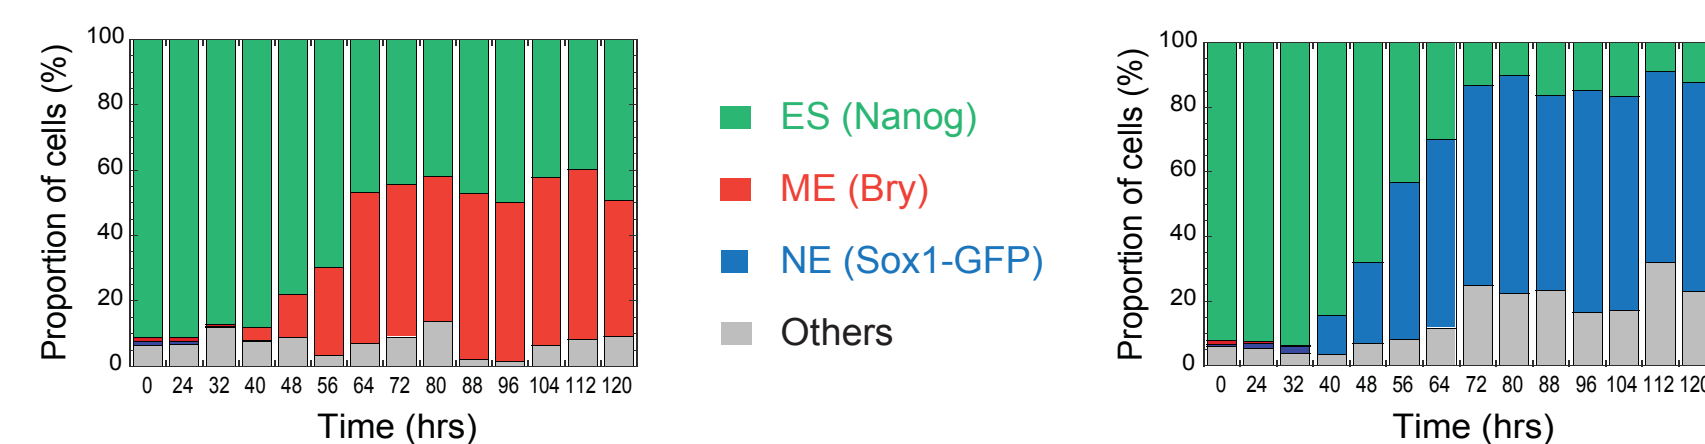 Proportion of cells (%)
100
80
60
40
20
0
0 24 32 40 48 56 64 72 80 88 96 104 112 120
Time (hrs)
ES (Nanog)
ME (Bry)
NE (Sox1-GFP)
Others
Proportion of cells (%)
100
80
60
40
20
0
0 24 32 40 48 56 64 72 80 88 96 104 112 120
Time (hrs)